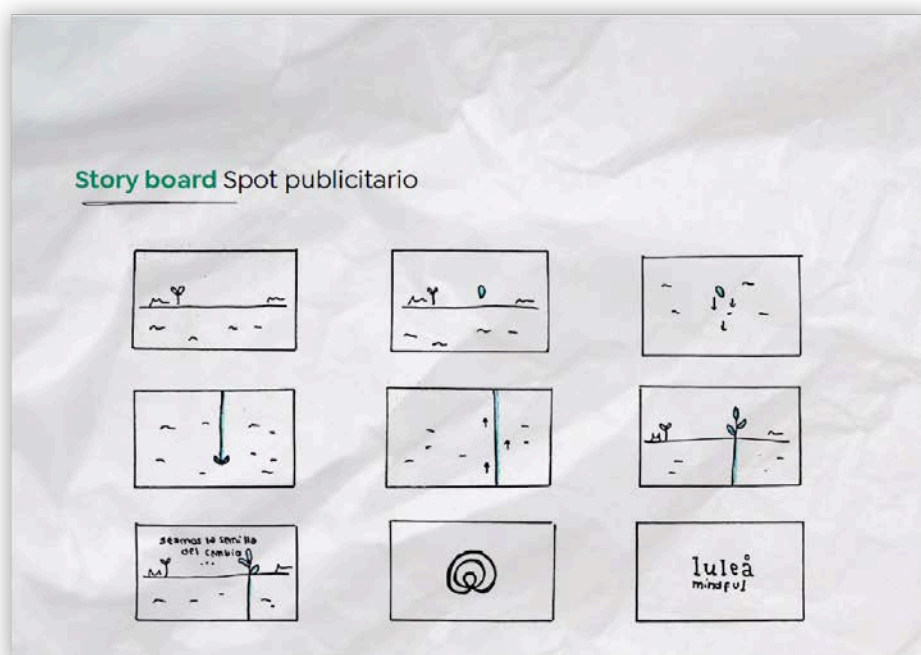 Story board Spot publicitario
seamos la semilla
del cambio
...
luleå
mindful